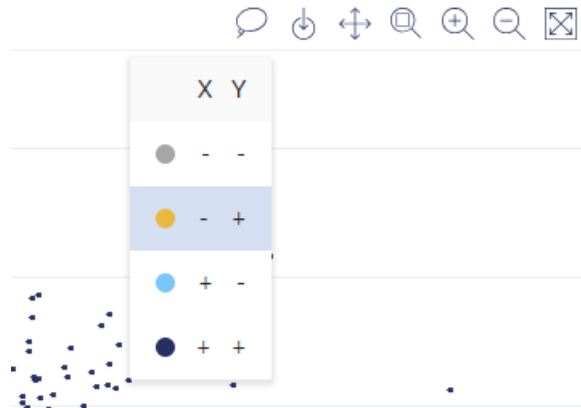 X Y
- -
- +
+ -
+ +